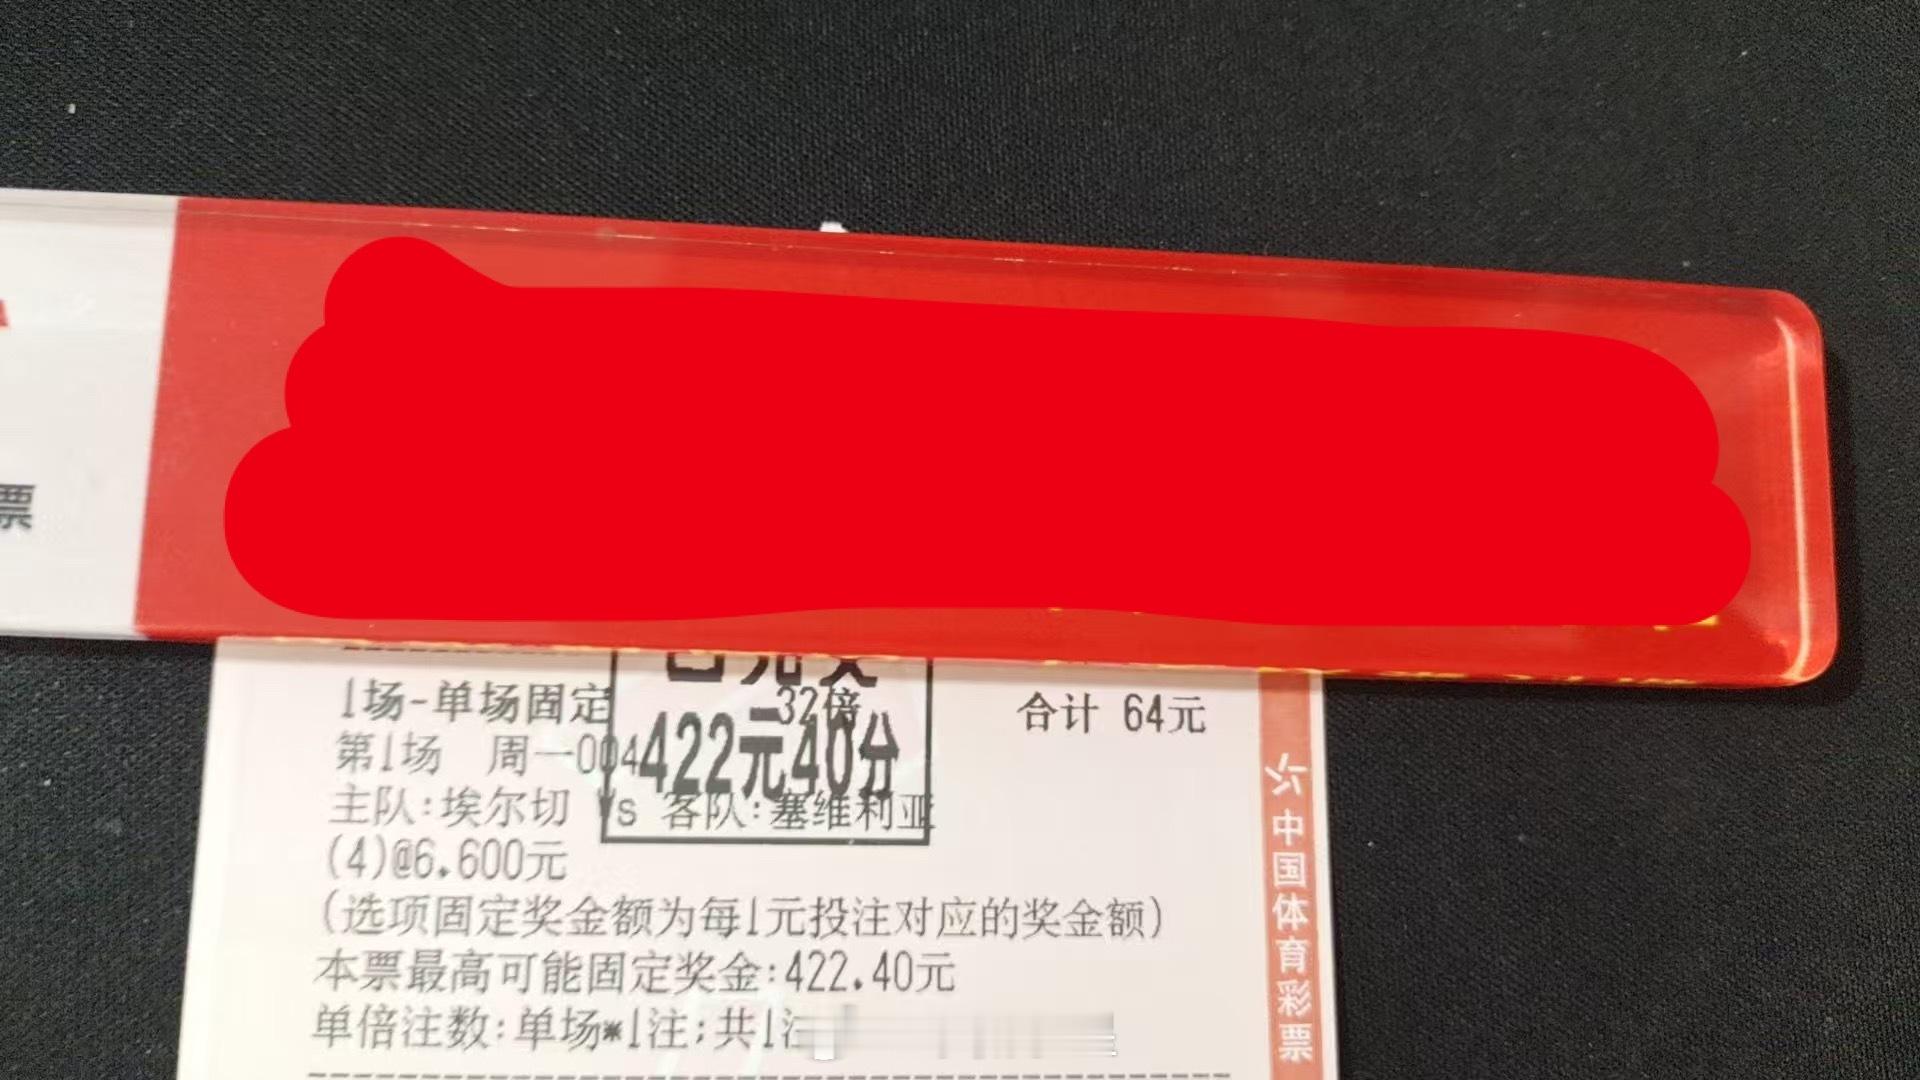 票
1场-单场固定
32倍
合计 64元
422元40分
第1场 周一004
主队:埃尔切 Vs 客队:塞维利亚
(4)@6.600元
(选项固定奖金额为每1元投注对应的奖金额)
本票最高可能固定奖金:422.40元
单倍注数:单场*1注;共1注
中国体育彩票